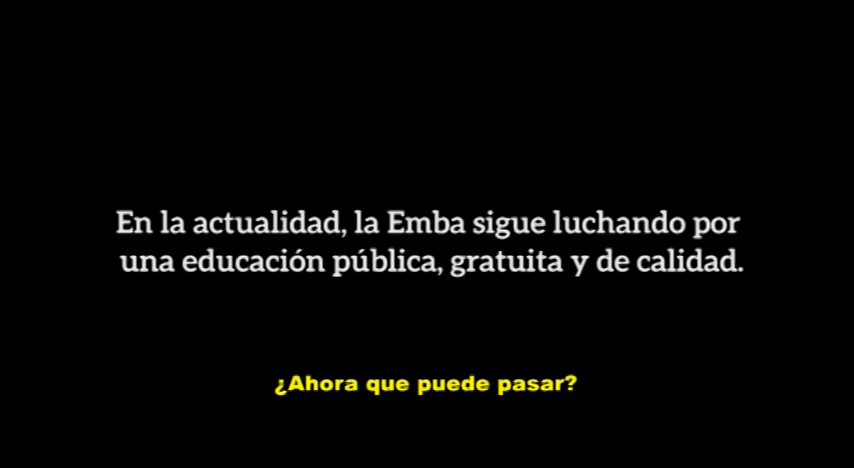 En la actualidad, la Emba sigue luchando por
una educación pública, gratuita y de calidad.
¿Ahora que puede pasar?